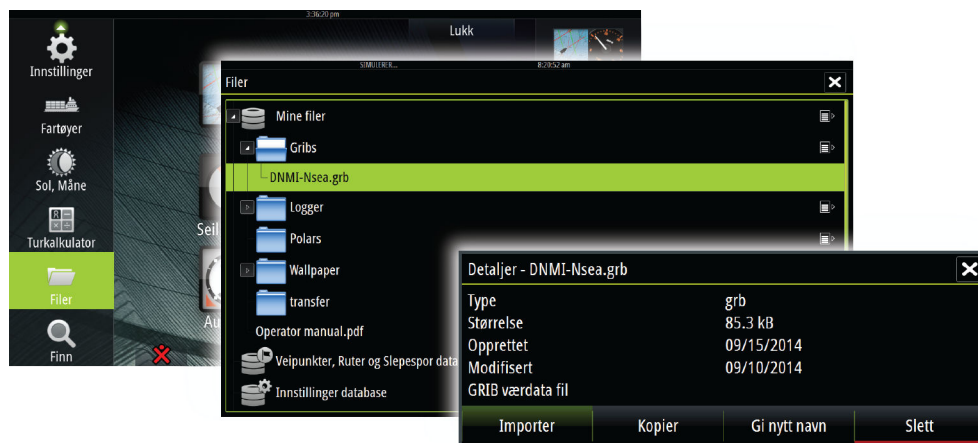 3:36:20 pm
Lukk
Innstillinger
Fartøyer
Sol, Måne
Turkalkulator
Filer
Finn
Seil
Au
SIMULERER...
8:20:52 am
Filer
Mine filer
Gribs
DNMI-Nsea.grb
Logger
Polars
Wallpaper
transfer
Operator manual.pdf
Veipunkter, Ruter og Slepespor data
Innstillinger database
Detaljer - DNMI-Nsea.grb
Type grb
Størrelse 85.3 kB
Opprettet 09/15/2014
Modifisert 09/10/2014
GRIB værdata fil
Importer Kopier Gi nytt navn Slett